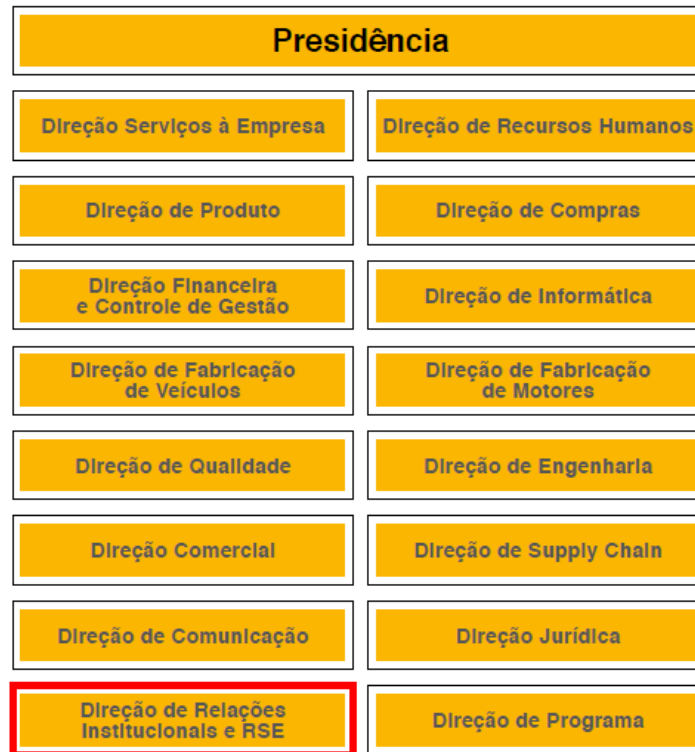 Presidência
Direção Serviços à Empresa
Direção de Recursos Humanos
Direção de Produto
Direção de Compras
Direção Financeira
e Controle de Gestão
Direção de Informática
Direção de Fabricação
de Veículos
Direção de Fabricação
de Motores
Direção de Qualidade
Direção de Engenharia
Direção Comercial
Direção de Supply Chain
Direção de Comunicação
Direção Jurídica
Direção de Relações
Institucionais e RSE
Direção de Programa